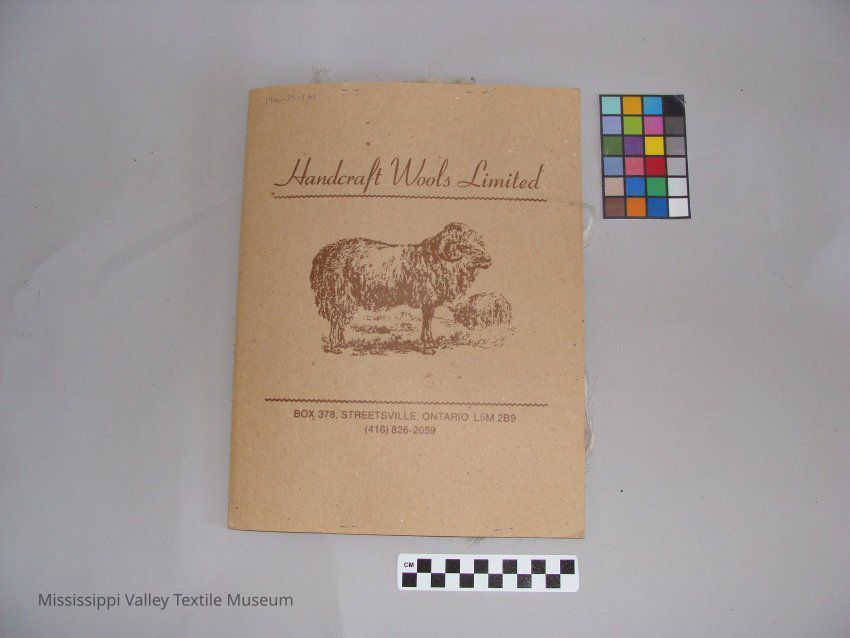 Handcraft Wools Limited
BOX 378, STREETSVILLE, ONTARIO L5M 2B9
(416) 826-2059
CM
Mississippi Valley Textile Museum